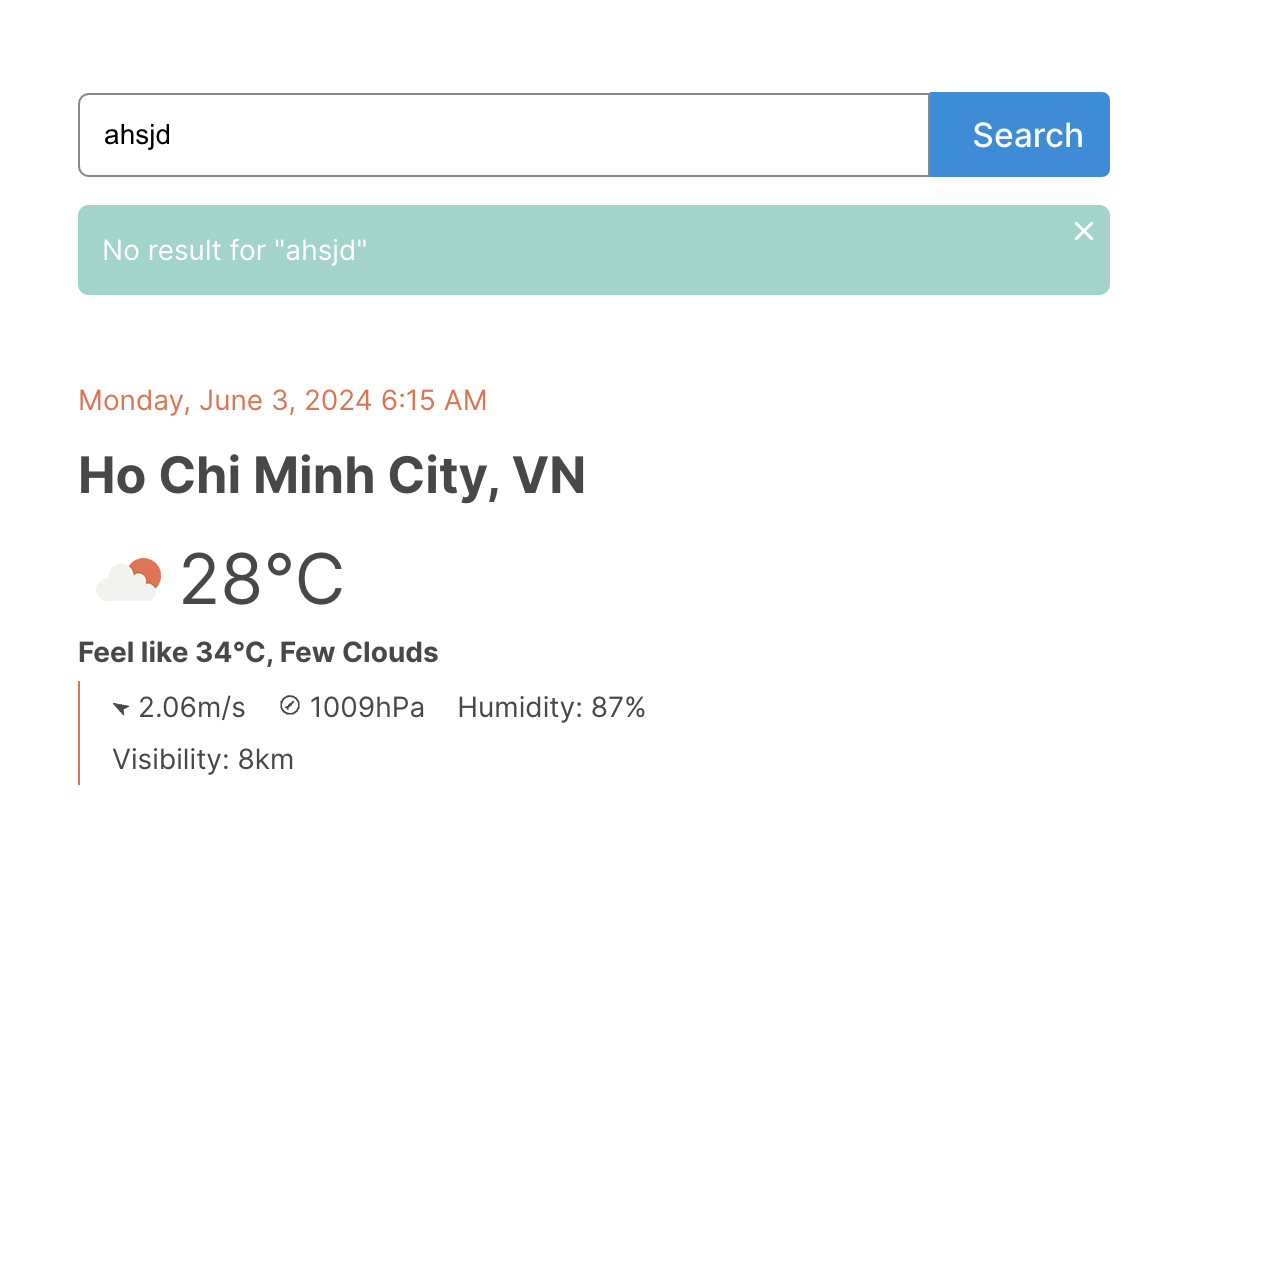 ahsjd
Search
No result for "ahsjd"
Monday, June 3, 2024 6:15 AM
Ho Chi Minh City, VN
28°C
Feel like 34°C, Few Clouds
2.06m/s 1009hPa Humidity: 87%
Visibility: 8km